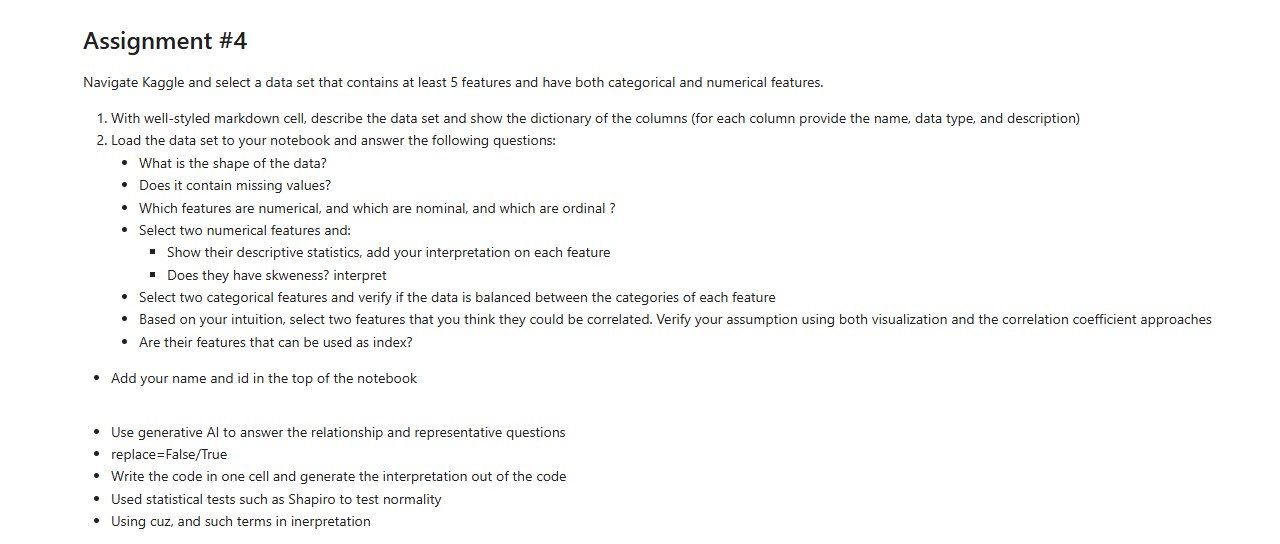 Assignment #4
Navigate Kaggle and select a data set that contains at least 5 features and have both categorical and numerical features.
1. With well-styled markdown cell, describe the data set and show the dictionary of the columns (for each column provide the name, data type, and description)
2. Load the data set to your notebook and answer the following questions:
• What is the shape of the data?
• Does it contain missing values?
• Which features are numerical, and which are nominal, and which are ordinal ?
• Select two numerical features and:
▪ Show their descriptive statistics, add your interpretation on each feature
▪ Does they have skweness? interpret
• Select two categorical features and verify if the data is balanced between the categories of each feature
• Based on your intuition, select two features that you think they could be correlated. Verify your assumption using both visualization and the correlation coefficient approaches
• Are their features that can be used as index?
• Add your name and id in the top of the notebook
• Use generative AI to answer the relationship and representative questions
• replace=False/True
• Write the code in one cell and generate the interpretation out of the code
• Used statistical tests such as Shapiro to test normality
• Using cuz, and such terms in inerpretation